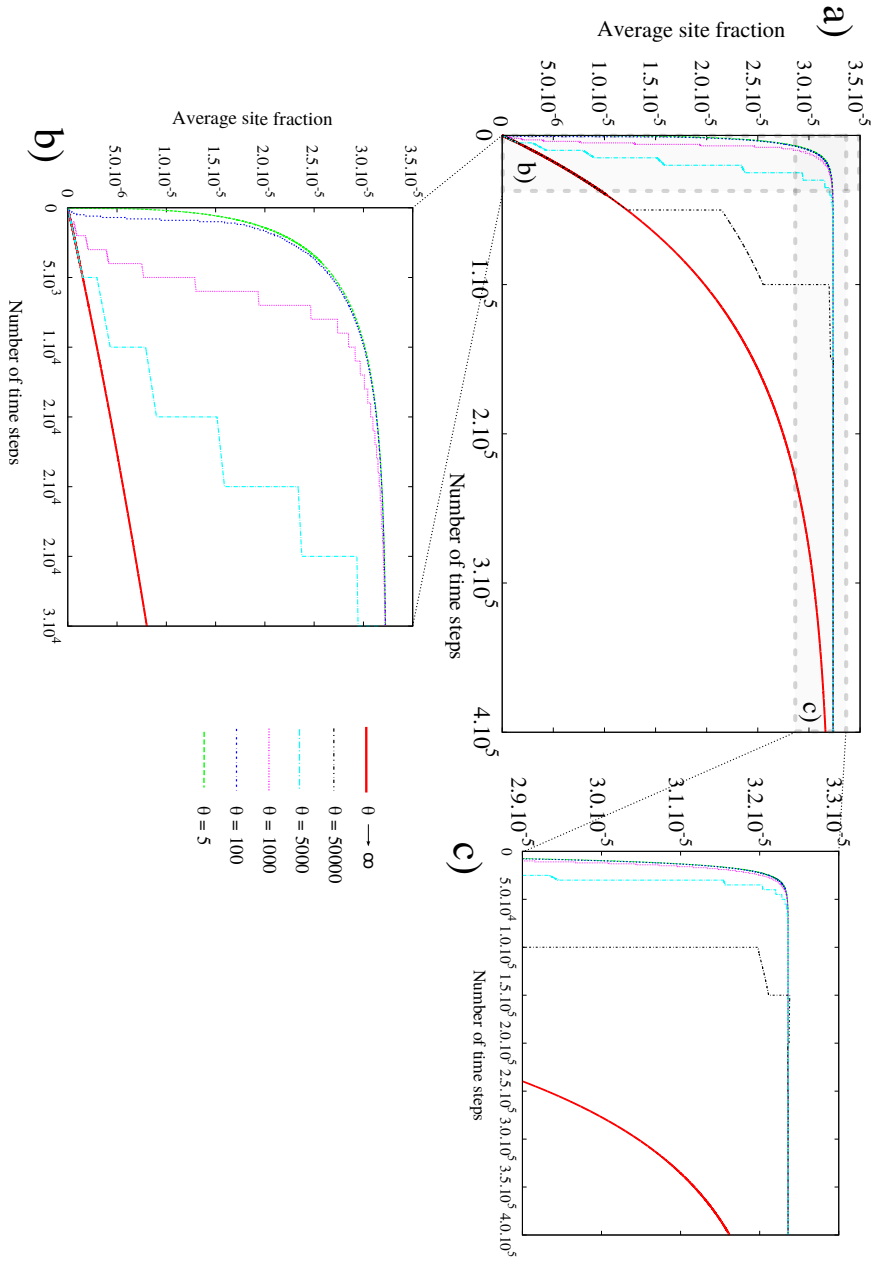 a)
Average site fraction
3.5.10-5
3.0.10-5
2.5.10-5
2.0.10-5
1.5.10-5
1.0.10-5
5.0.10-6
0
0
1.10^5
2.10^5
3.10^5
4.10^5
Number of time steps
b)
c)
b)
Average site fraction
3.5.10-5
3.0.10-5
2.5.10-5
2.0.10-5
1.5.10-5
1.0.10-5
5.0.10-6
0
0
5.10^3
1.10^4
2.10^4
2.10^4
2.10^4
3.10^4
Number of time steps
c)
3.3.10-5
3.2.10-5
3.1.10-5
3.0.10-5
2.9.10-5
0
5.0.10^4
1.0.10^5
1.5.10^5
2.0.10^5
2.5.10^5
3.0.10^5
3.5.10^5
4.0.10^5
Number of time steps
θ → ∞
θ = 50000
θ = 5000
θ = 1000
θ = 100
θ = 5